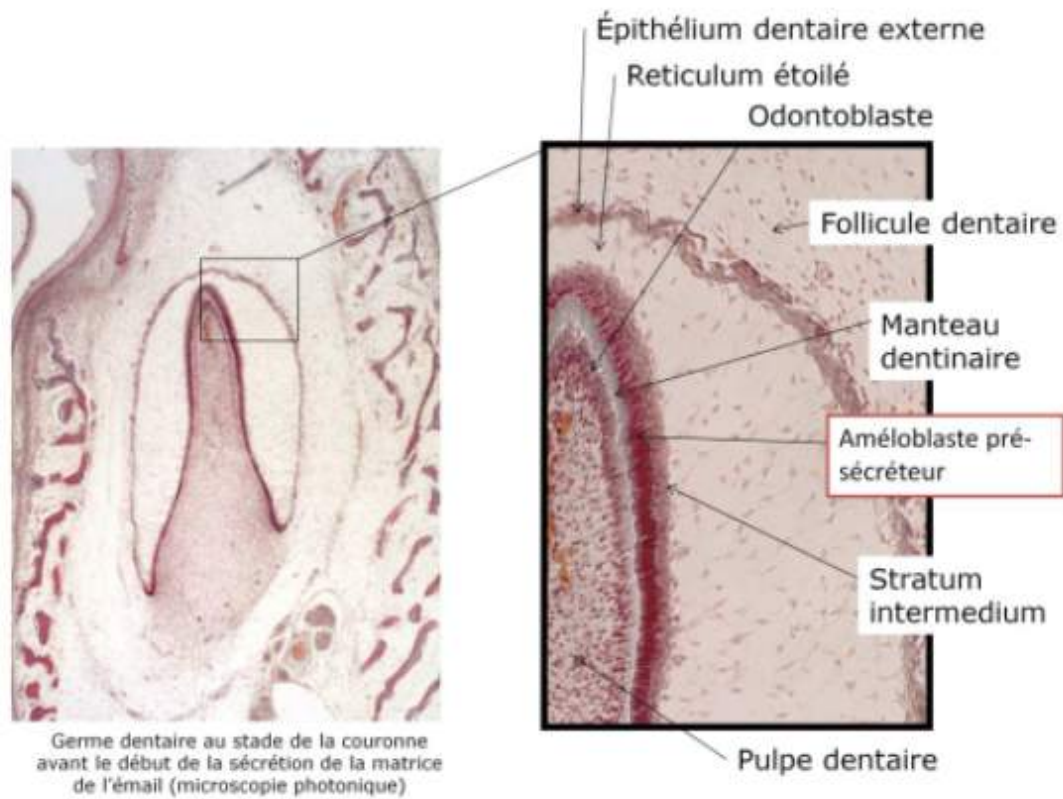 Épithélium dentaire externe
Reticulum étoilé
Odontoblaste
Follicule dentaire
Manteau
dentinaire
Améloblaste pré-
sécréteur
Stratum
intermedium
Pulpe dentaire
Germe dentaire au stade de la couronne
avant le début de la sécrétion de la matrice
de l'émail (microscopie photonique)